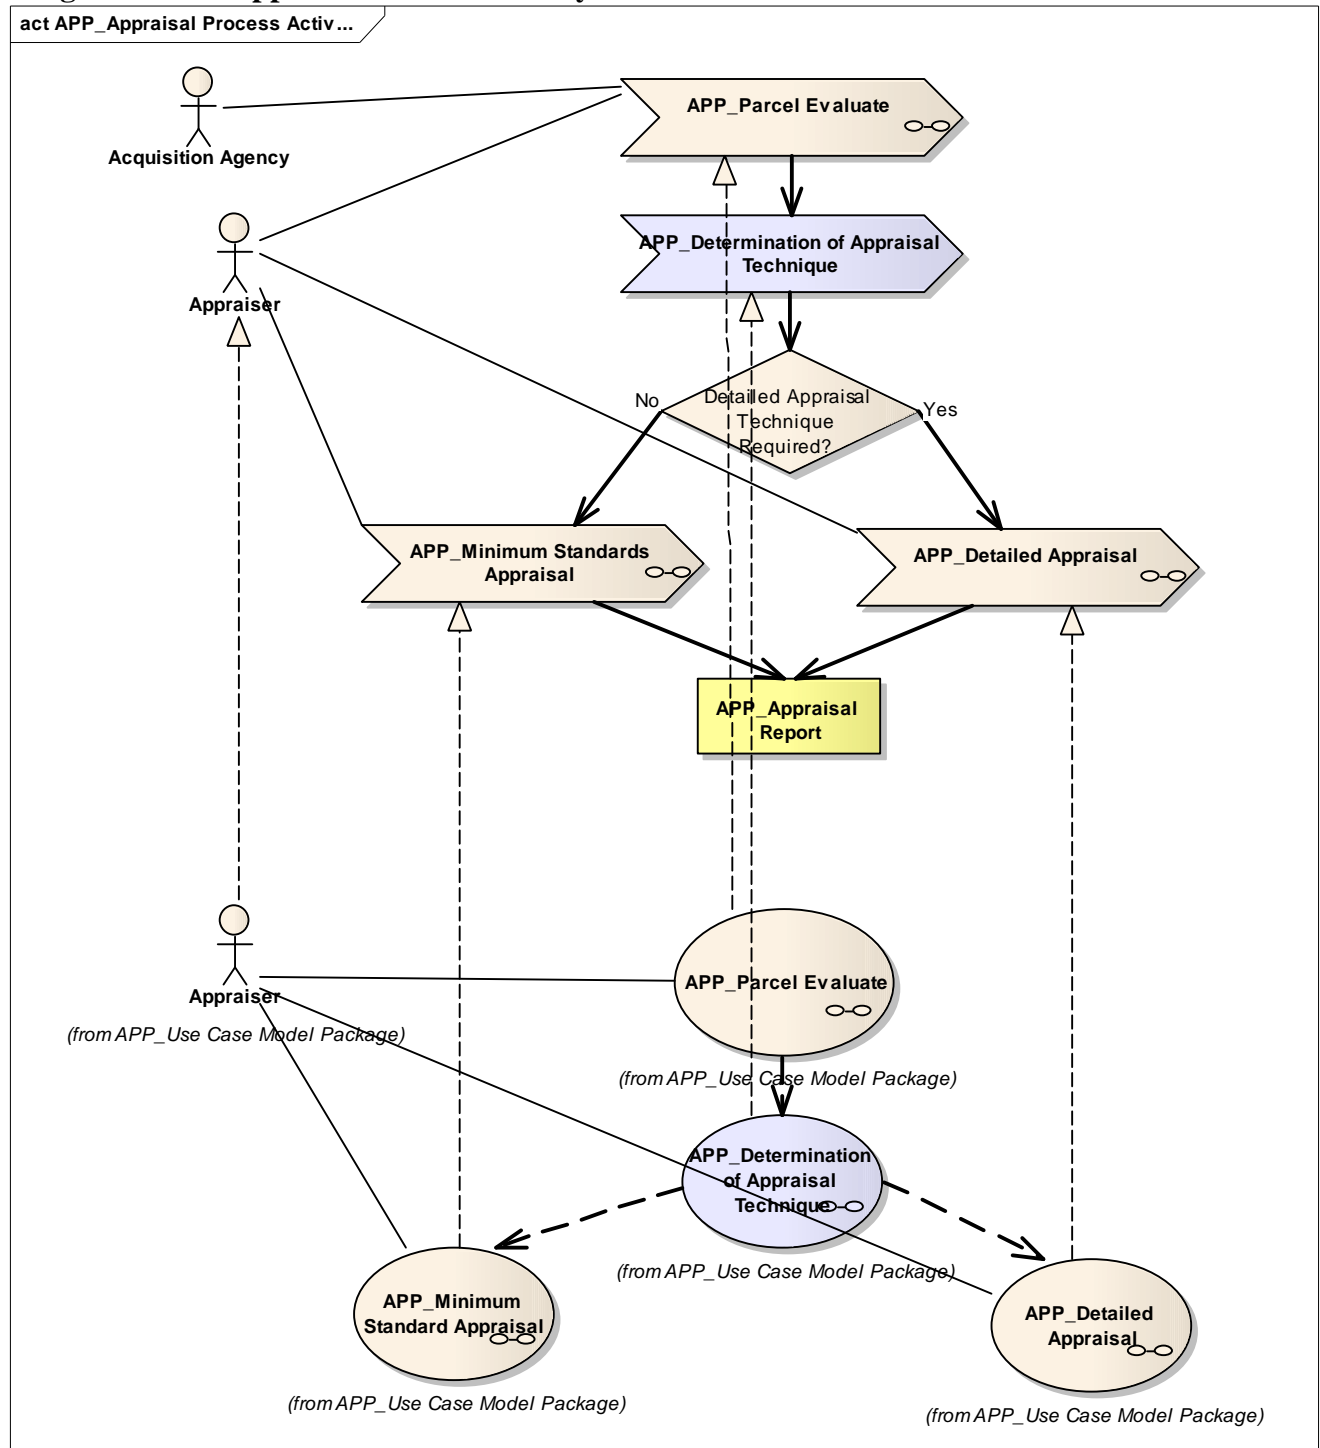 act APP_Appraisal Process Activ...
APP_Parcel Evaluate
Acquisition Agency
APP_Determination of Appraisal
Technique
Appraiser
No
Detailed Appraisal
Technique
Required?
Yes
APP_Minimum Standards
Appraisal
APP_Detailed Appraisal
APP_Appraisal
Report
Appraiser
(from APP_Use Case Model Package)
APP_Parcel Evaluate
(from APP_Use Case Model Package)
APP_Determination
of Appraisal
Technique
(from APP_Use Case Model Package)
APP_Minimum
Standard Appraisal
(from APP_Use Case Model Package)
APP_Detailed
Appraisal
(from APP_Use Case Model Package)